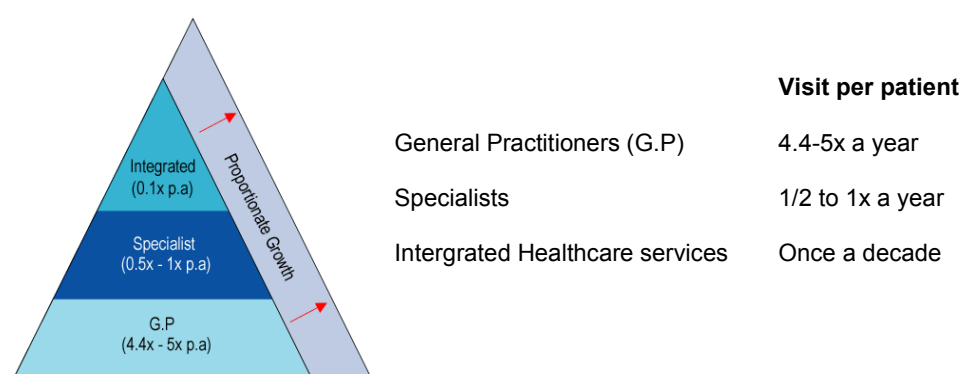 Integrated
(0.1x p.a)
Specialist
(0.5x - 1x p.a)
G.P
(4.4x - 5x p.a)
Proportionate Growth
Visit per patient
General Practitioners (G.P) 4.4-5x a year
Specialists 1/2 to 1x a year
Intergrated Healthcare services Once a decade